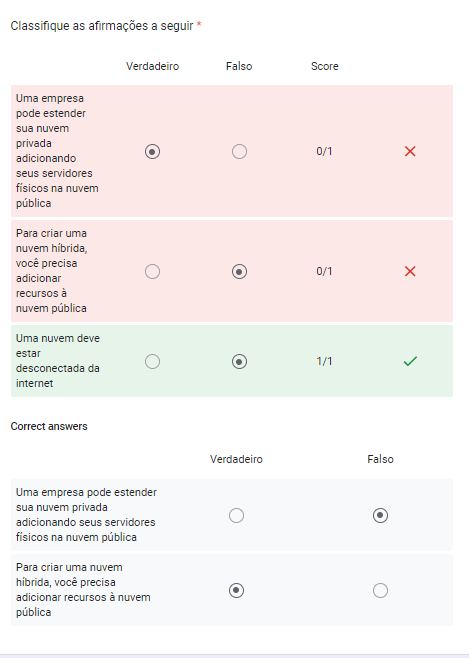 Classifique as afirmações a seguir *
Verdadeiro Falso Score
Uma empresa
pode estender
sua nuvem
privada
adicionando
seus servidores
físicos na nuvem
pública
0/1
Para criar uma
nuvem híbrida,
você precisa
adicionar
recursos à
nuvem pública
0/1
Uma nuvem deve
estar
desconectada da
internet
1/1
Correct answers
Verdadeiro Falso
Uma empresa pode estender
sua nuvem privada
adicionando seus servidores
físicos na nuvem pública
Para criar uma nuvem
híbrida, você precisa
adicionar recursos à nuvem
pública